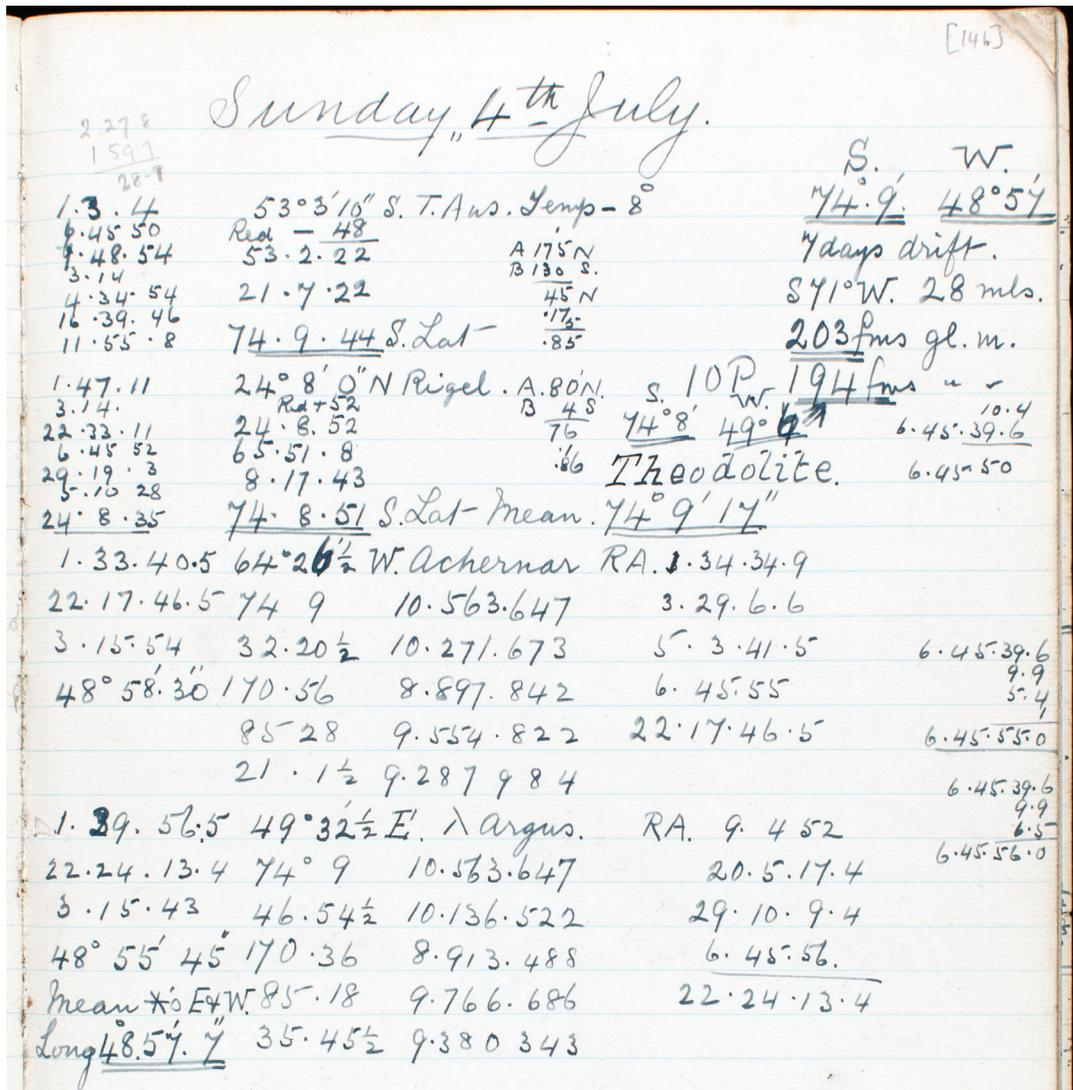 [146]
Sunday, 4th July.
2.278
1597
S. W.
74°.9' 48°57'
1.3.4 53°3'10" S. T.Aus. Temp - 8°
6.45 50 Red - 48
9.48.54 53.2.22 A 175 N 7 days drift.
3.14 B 130 S.
4.34.54 21.7.22 45 N S 71° W. 28 mls.
16.39.46 .175
11.55.8 74.9.44 S. Lat .85 203 fms gl. m.
1.47.11 24° 8' 0" N Rigel. A. 80 N. 10 P. 194 fms " "
3.14. Red + 52 B 4 S S. W.
22.33.11 24.8.52 76 74°8' 49° 10.4
6.45 52 65.51.8 6.45.39.6
29.19.3 8.17.43 .86 Theodolite. 6.45.50
5.10 28
24.8.35 74.8.51 S. Lat Mean. 74° 9' 17"
1.33.40.5 64°26½ W. Achernar RA. 1.34.34.9
22.17.46.5 74 9 10.563.647 3.29.6.6
3.15.54 32.20½ 10.271.673 5.3.41.5 6.45.39.6
9.9
48° 58'.30" 170.56 8.897.842 6.45.55 5.4
85 28 9.554.822 22.17.46.5 6.45.55.0
21.1½ 9.287 984
6.45.39.6
9.9
1.39.56.5 49°32½ E. λ Argus. RA. 9.4 52 6.5
6.45.56.0
22.24.13.4 74° 9 10.563.647 20.5.17.4
3.15.43 46.54½ 10.136.522 29.10.9.4
48° 55' 45" 170.36 8.913.488 6.45.56.
Mean *'s E+W. 85.18 9.766.686 22.24.13.4
Long 48°.57'.7" 35.45½ 9.380 343